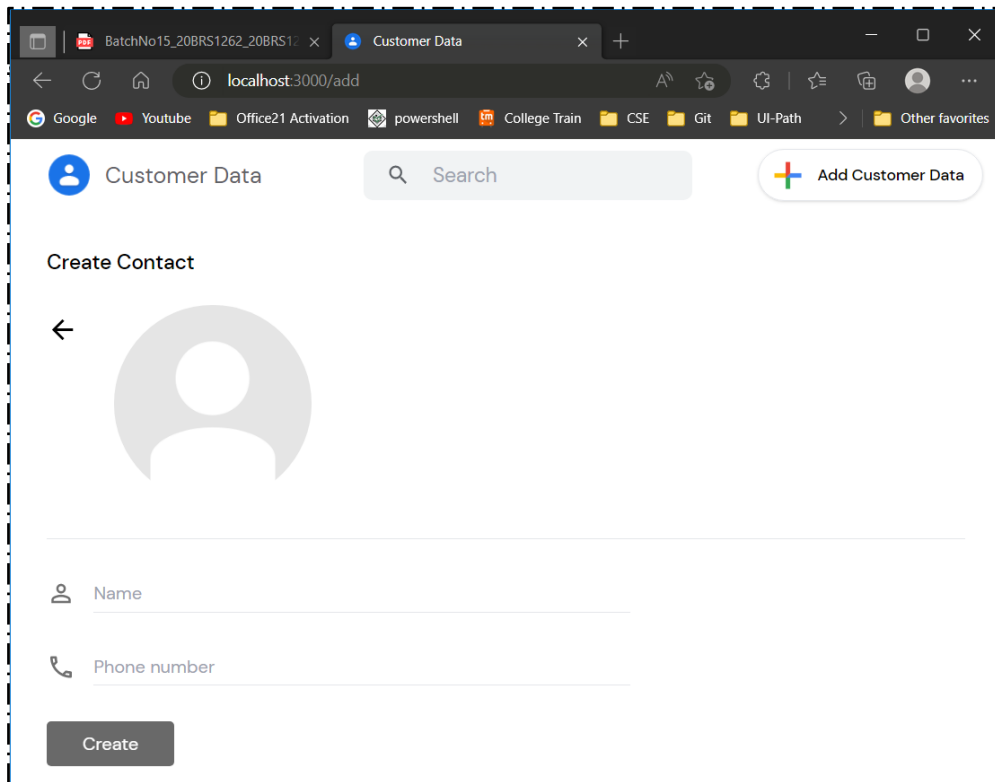 BatchNo15_20BRS1262_20BRS12 Customer Data
localhost:3000/add
Google Youtube Office21 Activation powershell College Train CSE Git UI-Path Other favorites
Customer Data Search Add Customer Data
Create Contact
Name
Phone number
Create